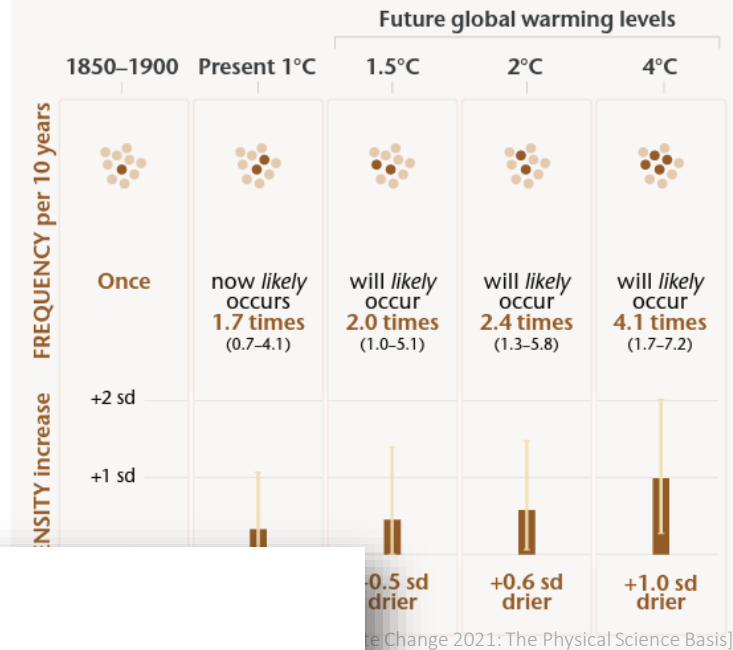 Future global warming levels
1850–1900 Present 1°C 1.5°C 2°C 4°C
FREQUENCY per 10 years
Once
now likely
occurs
1.7 times
(0.7–4.1)
will likely
occur
2.0 times
(1.0–5.1)
will likely
occur
2.4 times
(1.3–5.8)
will likely
occur
4.1 times
(1.7–7.2)
NSITY increase
+2 sd
+1 sd
0.5 sd
drier
+0.6 sd
drier
+1.0 sd
drier
te Change 2021: The Physical Science Basis]